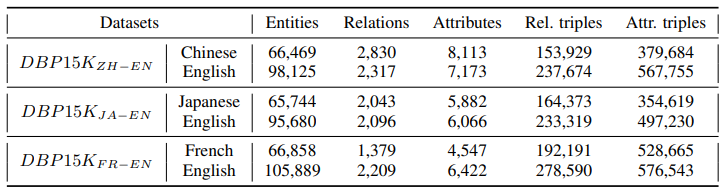 Datasets Entities Relations Attributes Rel. triples Attr. triples
DBP15K_{ZH−EN} Chinese 66,469 2,830 8,113 153,929 379,684
English 98,125 2,317 7,173 237,674 567,755
DBP15K_{JA−EN} Japanese 65,744 2,043 5,882 164,373 354,619
English 95,680 2,096 6,066 233,319 497,230
DBP15K_{FR−EN} French 66,858 1,379 4,547 192,191 528,665
English 105,889 2,209 6,422 278,590 576,543